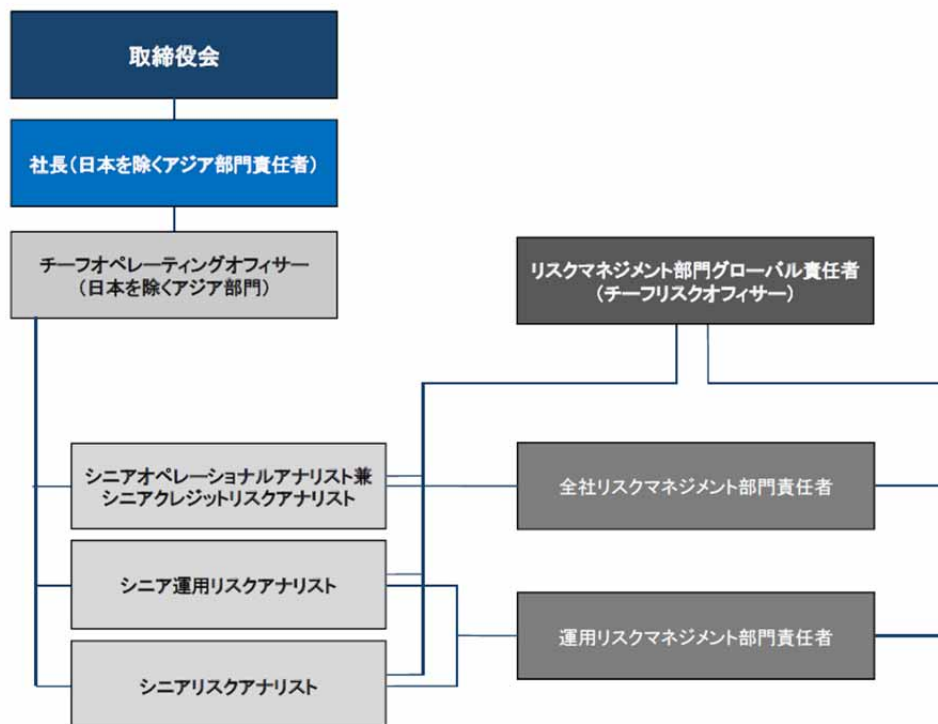 取締役会
社長(日本を除くアジア部門責任者)
チーフオペレーティングオフィサー
(日本を除くアジア部門)
リスクマネジメント部門グローバル責任者
(チーフリスクオフィサー)
シニアオペレーショナルアナリスト兼
シニアクレジットリスクアナリスト
全社リスクマネジメント部門責任者
シニア運用リスクアナリスト
運用リスクマネジメント部門責任者
シニアリスクアナリスト